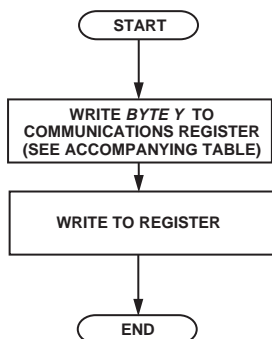 START
WRITE BYTE Y TO
COMMUNICATIONS REGISTER
(SEE ACCOMPANYING TABLE)
WRITE TO REGISTER
END